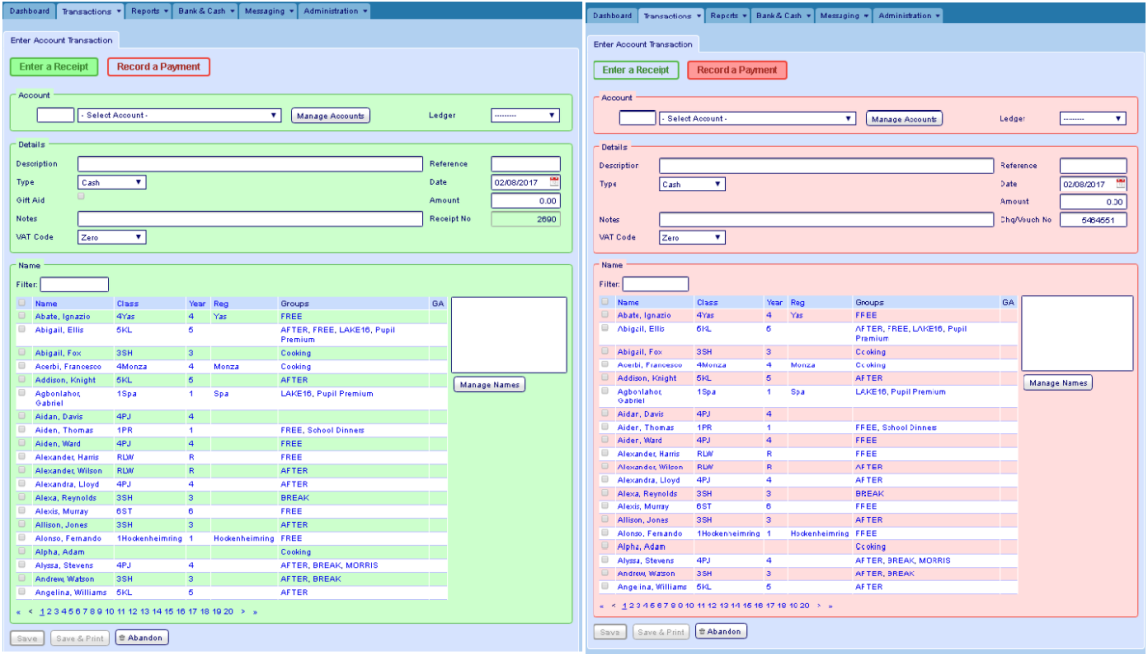 Dashboard Transactions Reports Bank & Cash Messaging Administration
Enter Account Transaction
Enter a Receipt Record a Payment
Account
- Select Account - Manage Accounts Ledger ---------
Details
Description Reference
Type Cash Date 02/08/2017
Gift Aid Amount 0.00
Notes Receipt No 2690
VAT Code Zero
Name
Filter:
Name Class Year Reg Groups GA
Abate, Ignazio 4Yas 4 Yas FREE
Abigail, Ellis 5KL 5 AFTER, FREE, LAKE16, Pupil
Premium
Abigail, Fox 3SH 3 Cooking
Acerbi, Francesco 4Monza 4 Monza Cooking
Addison, Knight 5KL 5 AFTER
Agbonlahor, 1Spa 1 Spa LAKE16, Pupil Premium
Gabriel
Manage Names
Aidan, Davis 4PJ 4
Aiden, Thomas 1PR 1 FREE, School Dinners
Aiden, Ward 4PJ 4 FREE
Alexander, Harris RLW R FREE
Alexander, Wilson RLW R AFTER
Alexandra, Lloyd 4PJ 4 AFTER
Alexa, Reynolds 3SH 3 BREAK
Alexis, Murray 6ST 6 FREE
Allison, Jones 3SH 3 AFTER
Alonso, Fernando 1Hockenheimring 1 Hockenheimring FREE
Alpha, Adam Cooking
Alyssa, Stevens 4PJ 4 AFTER, BREAK, MORRIS
Andrew, Watson 3SH 3 AFTER, BREAK
Angelina, Williams 5KL 5 AFTER
« < 1 2 3 4 5 6 7 8 9 10 11 12 13 14 15 16 17 18 19 20 > »
Save Save & Print Abandon
Dashboard Transactions Reports Bank & Cash Messaging Administration
Enter Account Transaction
Enter a Receipt Record a Payment
Account
- Select Account - Manage Accounts Ledger ---------
Details
Description Reference
Type Cash Date 02/08/2017
Amount 0.00
Notes Chq/Vouch No 5464551
VAT Code Zero
Name
Filter:
Name Class Year Reg Groups GA
Abate, Ignazio 4Yas 4 Yas FREE
Abigail, Ellis 5KL 5 AFTER, FREE, LAKE16, Pupil
Premium
Abigail, Fox 3SH 3 Cooking
Acerbi, Francesco 4Monza 4 Monza Cooking
Addison, Knight 5KL 5 AFTER
Agbonlahor, 1Spa 1 Spa LAKE16, Pupil Premium
Gabriel
Manage Names
Aidan, Davis 4PJ 4
Aiden, Thomas 1PR 1 FREE, School Dinners
Aiden, Ward 4PJ 4 FREE
Alexander, Harris RLW R FREE
Alexander, Wilson RLW R AFTER
Alexandra, Lloyd 4PJ 4 AFTER
Alexa, Reynolds 3SH 3 BREAK
Alexis, Murray 6ST 6 FREE
Allison, Jones 3SH 3 AFTER
Alonso, Fernando 1Hockenheimring 1 Hockenheimring FREE
Alpha, Adam Cooking
Alyssa, Stevens 4PJ 4 AFTER, BREAK, MORRIS
Andrew, Watson 3SH 3 AFTER, BREAK
Angelina, Williams 5KL 5 AFTER
« < 1 2 3 4 5 6 7 8 9 10 11 12 13 14 15 16 17 18 19 20 > »
Save Save & Print Abandon